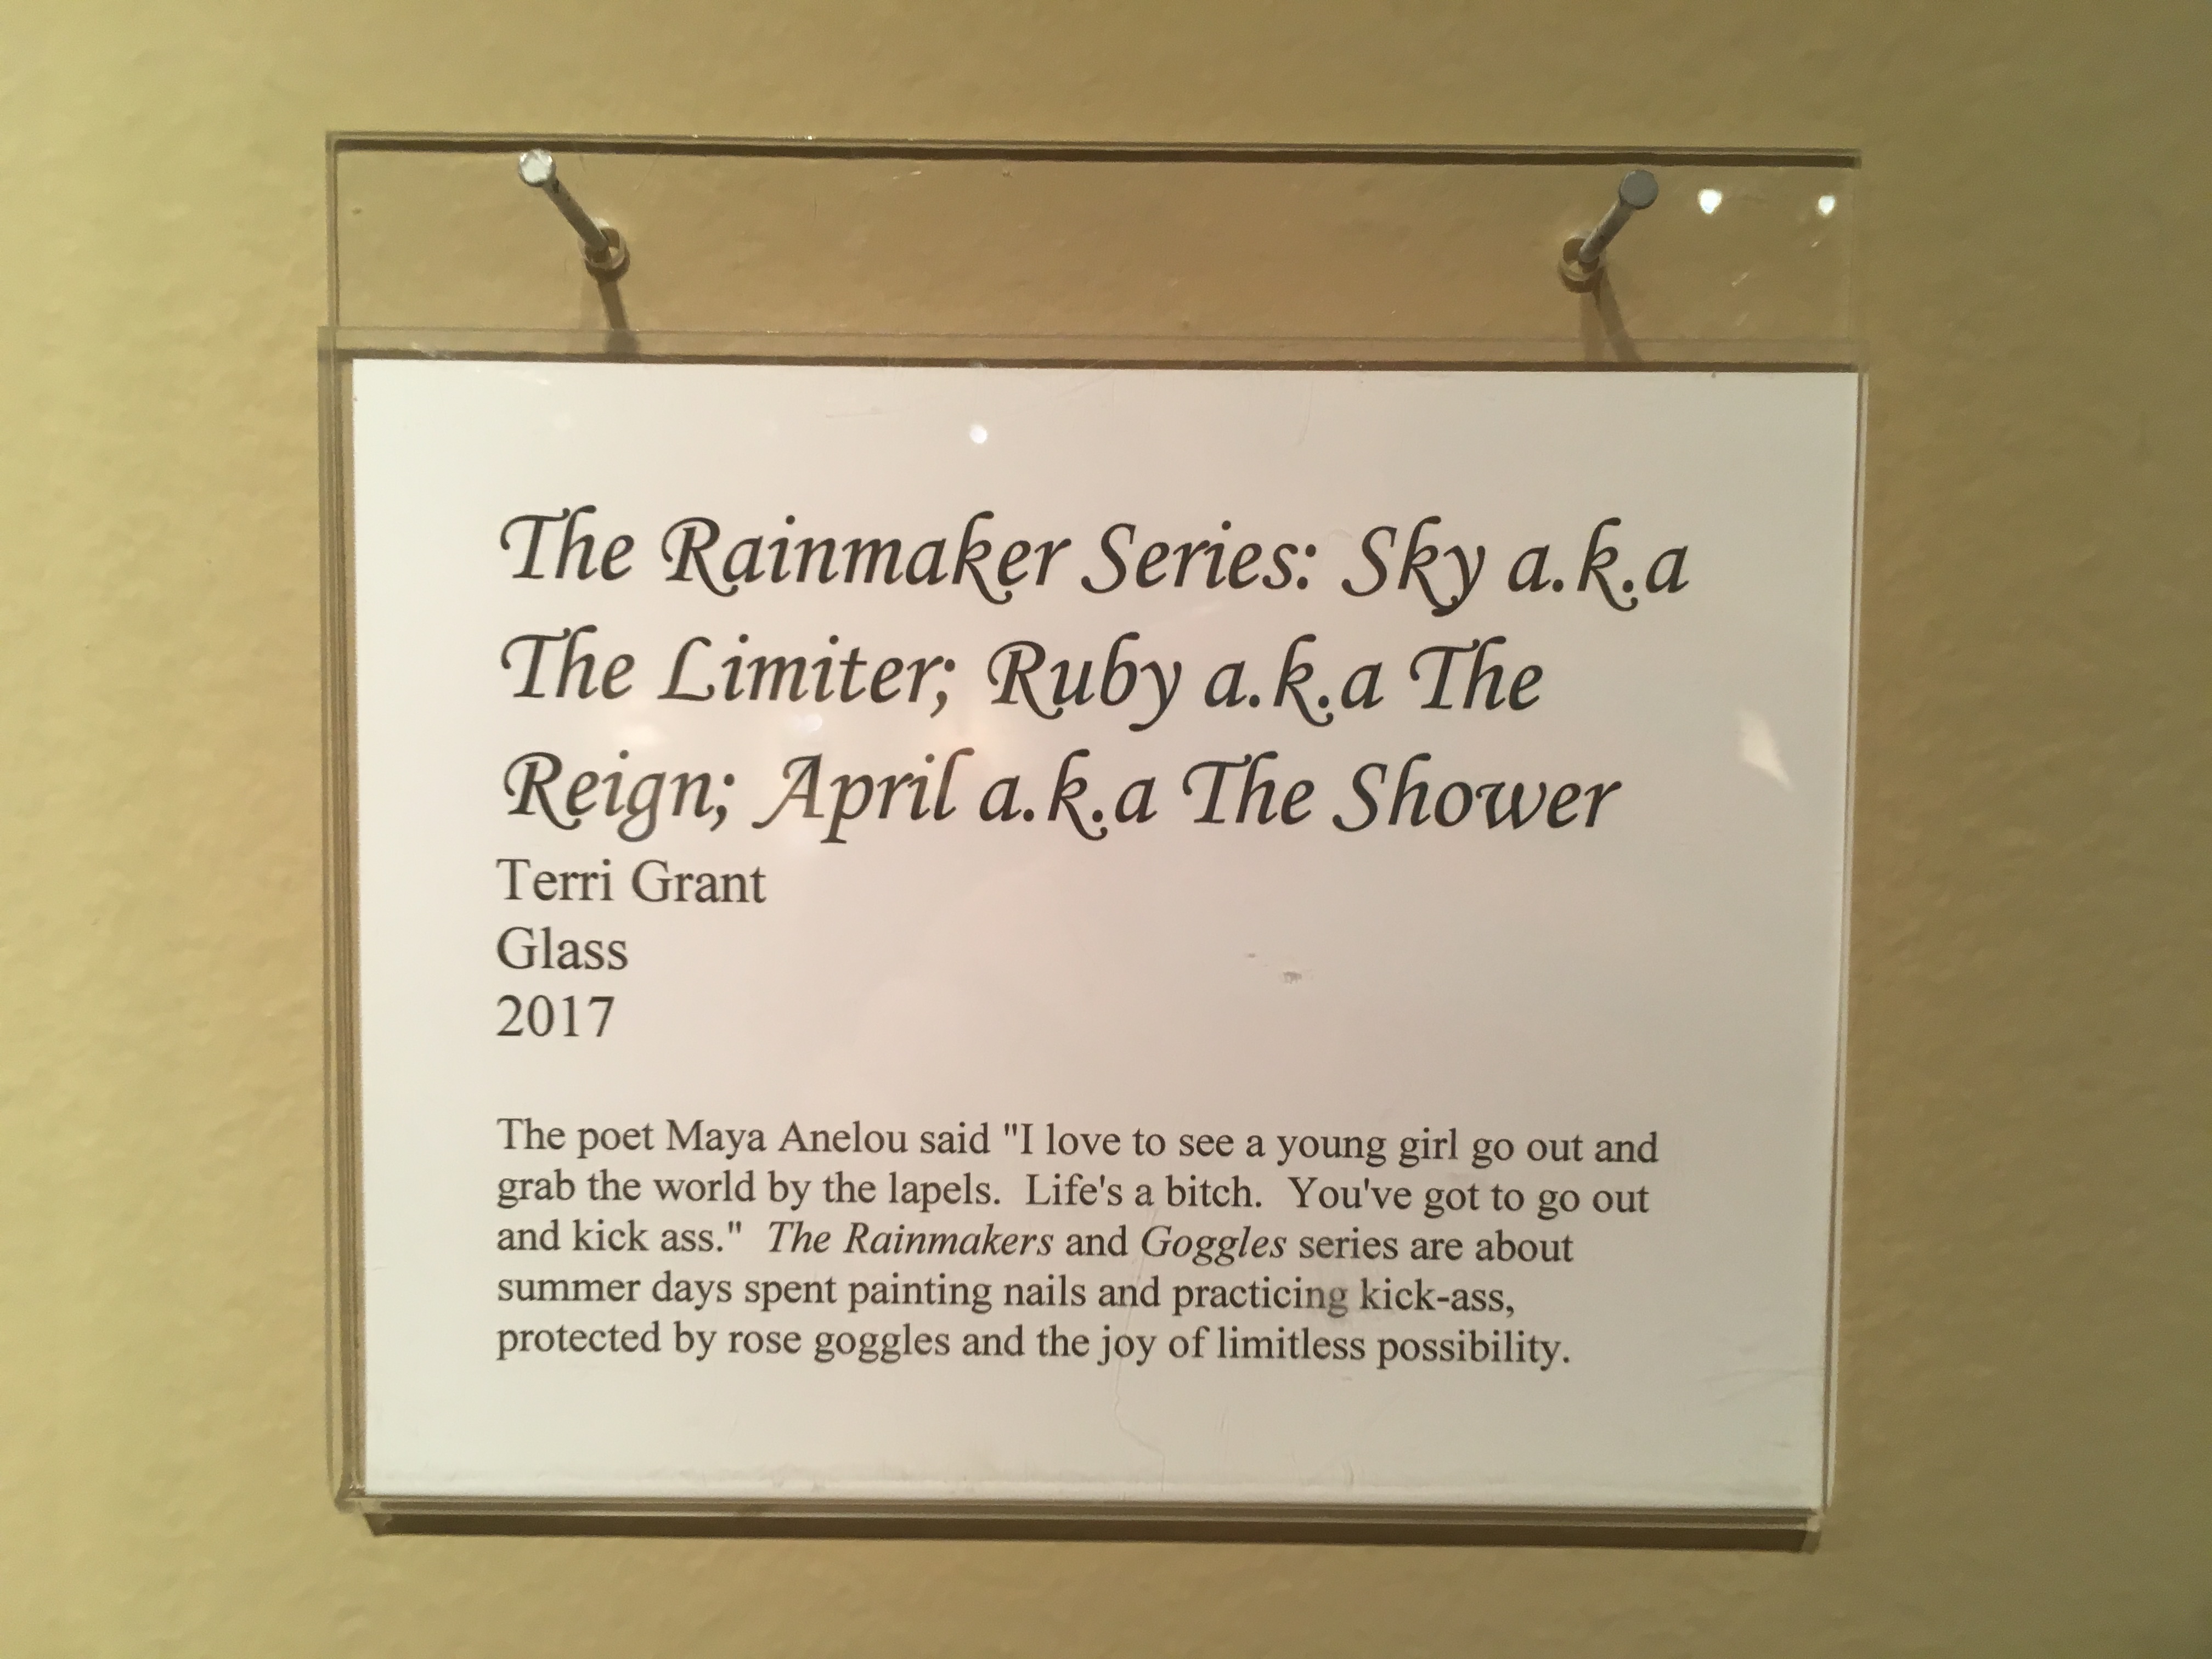 The Rainmaker Series: Sky a.k.a
The Limiter; Ruby a.k.a The
Reign; April a.k.a The Shower
Terri Grant
Glass
2017
The poet Maya Anelou said "I love to see a young girl go out and
grab the world by the lapels.  Life's a bitch.  You've got to go out
and kick ass."  The Rainmakers and Goggles series are about
summer days spent painting nails and practicing kick-ass,
protected by rose goggles and the joy of limitless possibility.